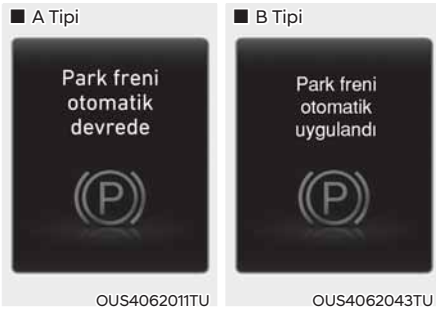 ■ A Tipi
Park freni
otomatik
devrede
P
OUS4062011TU
■ B Tipi
Park freni
otomatik
uygulandı
P
OUS4062043TU